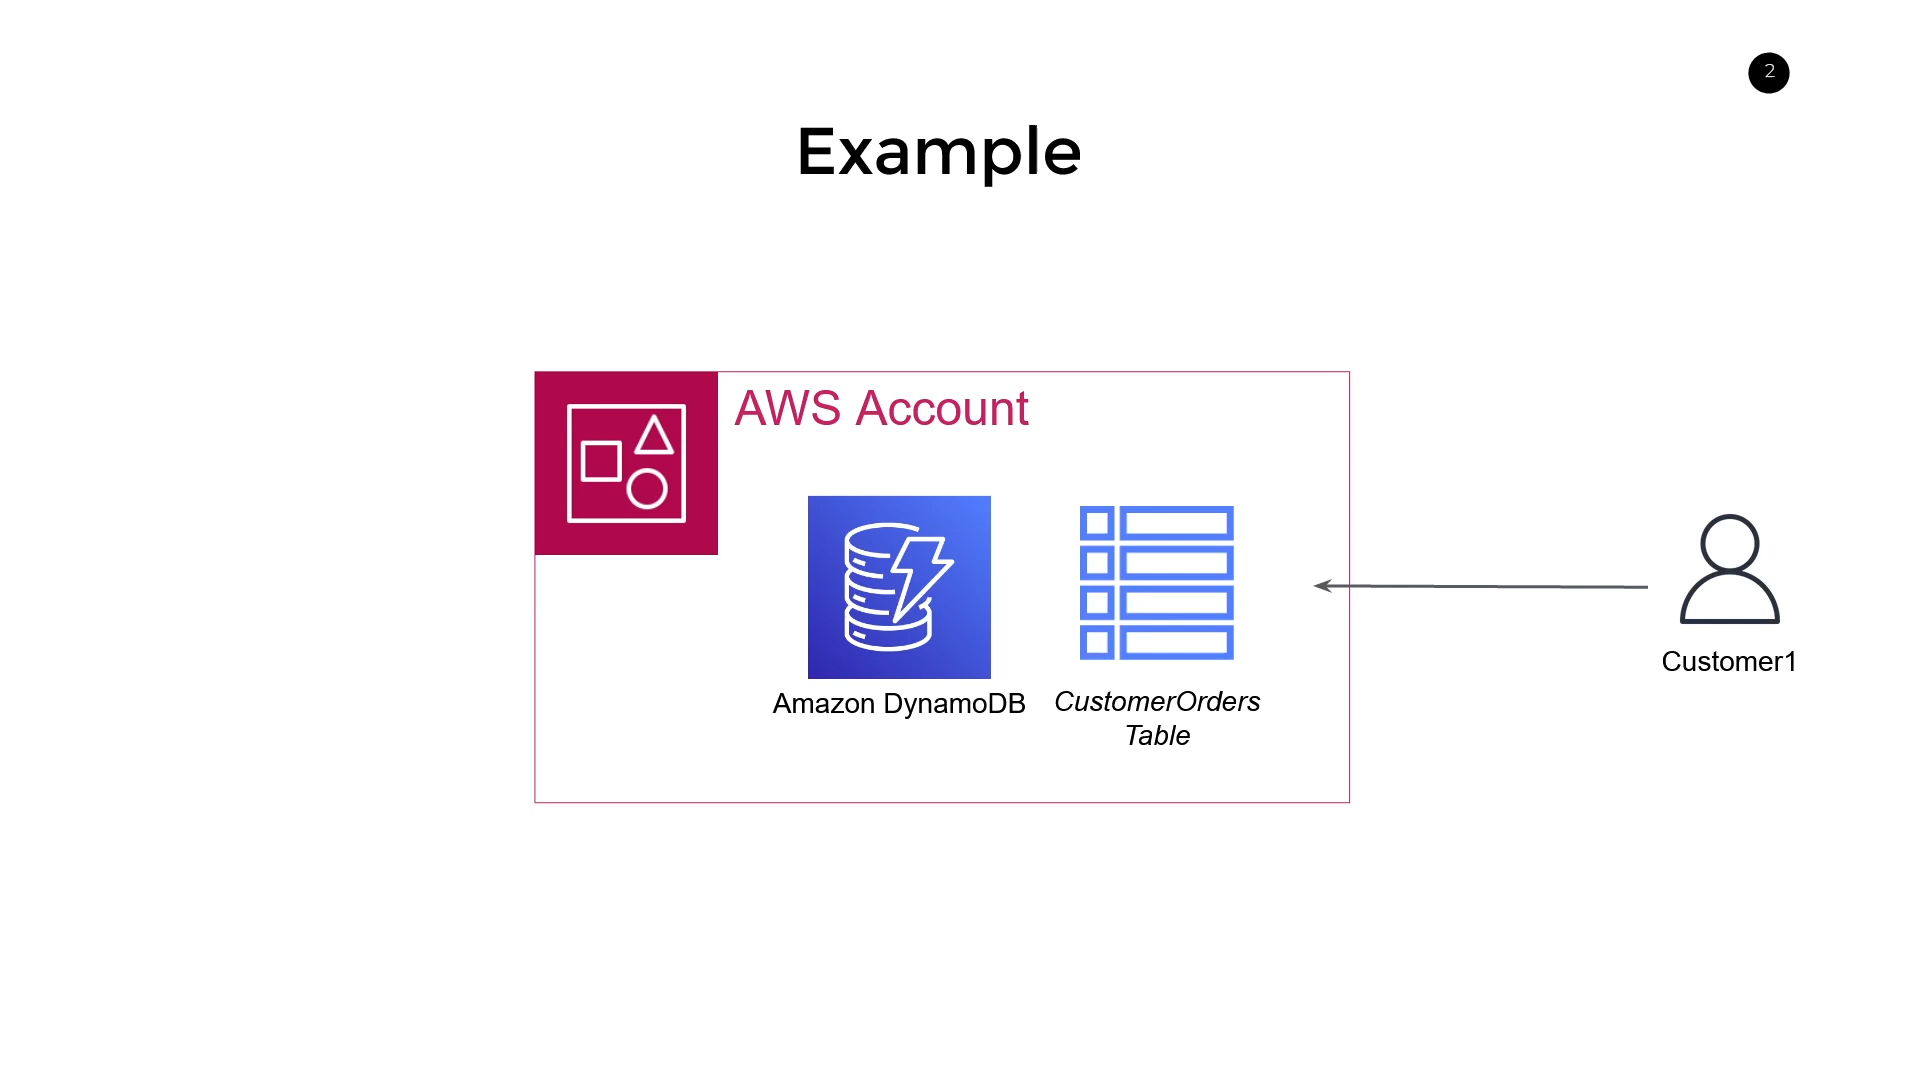 2
Example
AWS Account
Amazon DynamoDB
CustomerOrders
Table
Customer1